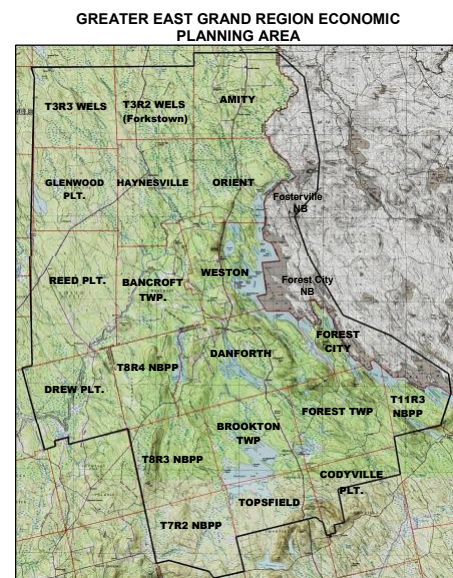 GREATER EAST GRAND REGION ECONOMIC
PLANNING AREA
T3R3 WELS
T3R2 WELS
(Forkstown)
AMITY
GLENWOOD
PLT.
HAYNESVILLE
ORIENT
Fosterville
NB
REED PLT.
BANCROFT
TWP.
WESTON
Forest City
NB
FOREST
CITY
DANFORTH
T8R4 NBPP
DREW PLT.
T11R3
NBPP
FOREST TWP
BROOKTON
TWP
T8R3 NBPP
CODYVILLE
PLT.
TOPSFIELD
T7R2 NBPP